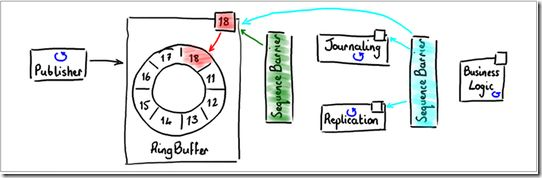 18
Publisher
17
18
16
11
15
12
14
13
RingBuffer
Sequence Barrier
Journaling
Replication
Sequence Barrier
Business
Logic